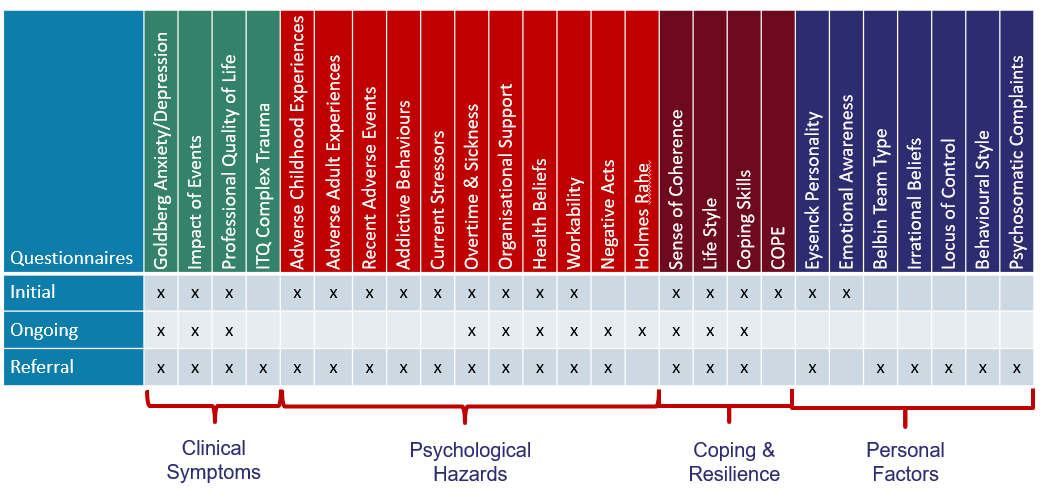 Questionnaires
Goldberg Anxiety/Depression
Impact of Events
Professional Quality of Life
ITQ Complex Trauma
Adverse Childhood Experiences
Adverse Adult Experiences
Recent Adverse Events
Addictive Behaviours
Current Stressors
Overtime & Sickness
Organisational Support
Health Beliefs
Workability
Negative Acts
Holmes Rahe
Sense of Coherence
Life Style
Coping Skills
COPE
Eyseneck Personality
Emotional Awareness
Belbin Team Type
Irrational Beliefs
Locus of Control
Behavioural Style
Psychosomatic Complaints
Initial x x x x x x x x x x x x x x x x x x
Ongoing x x x x x x x x x x x x
Referral x x x x x x x x x x x x x x x x x x x x x x x
Clinical
Symptoms
Psychological
Hazards
Coping &
Resilience
Personal
Factors